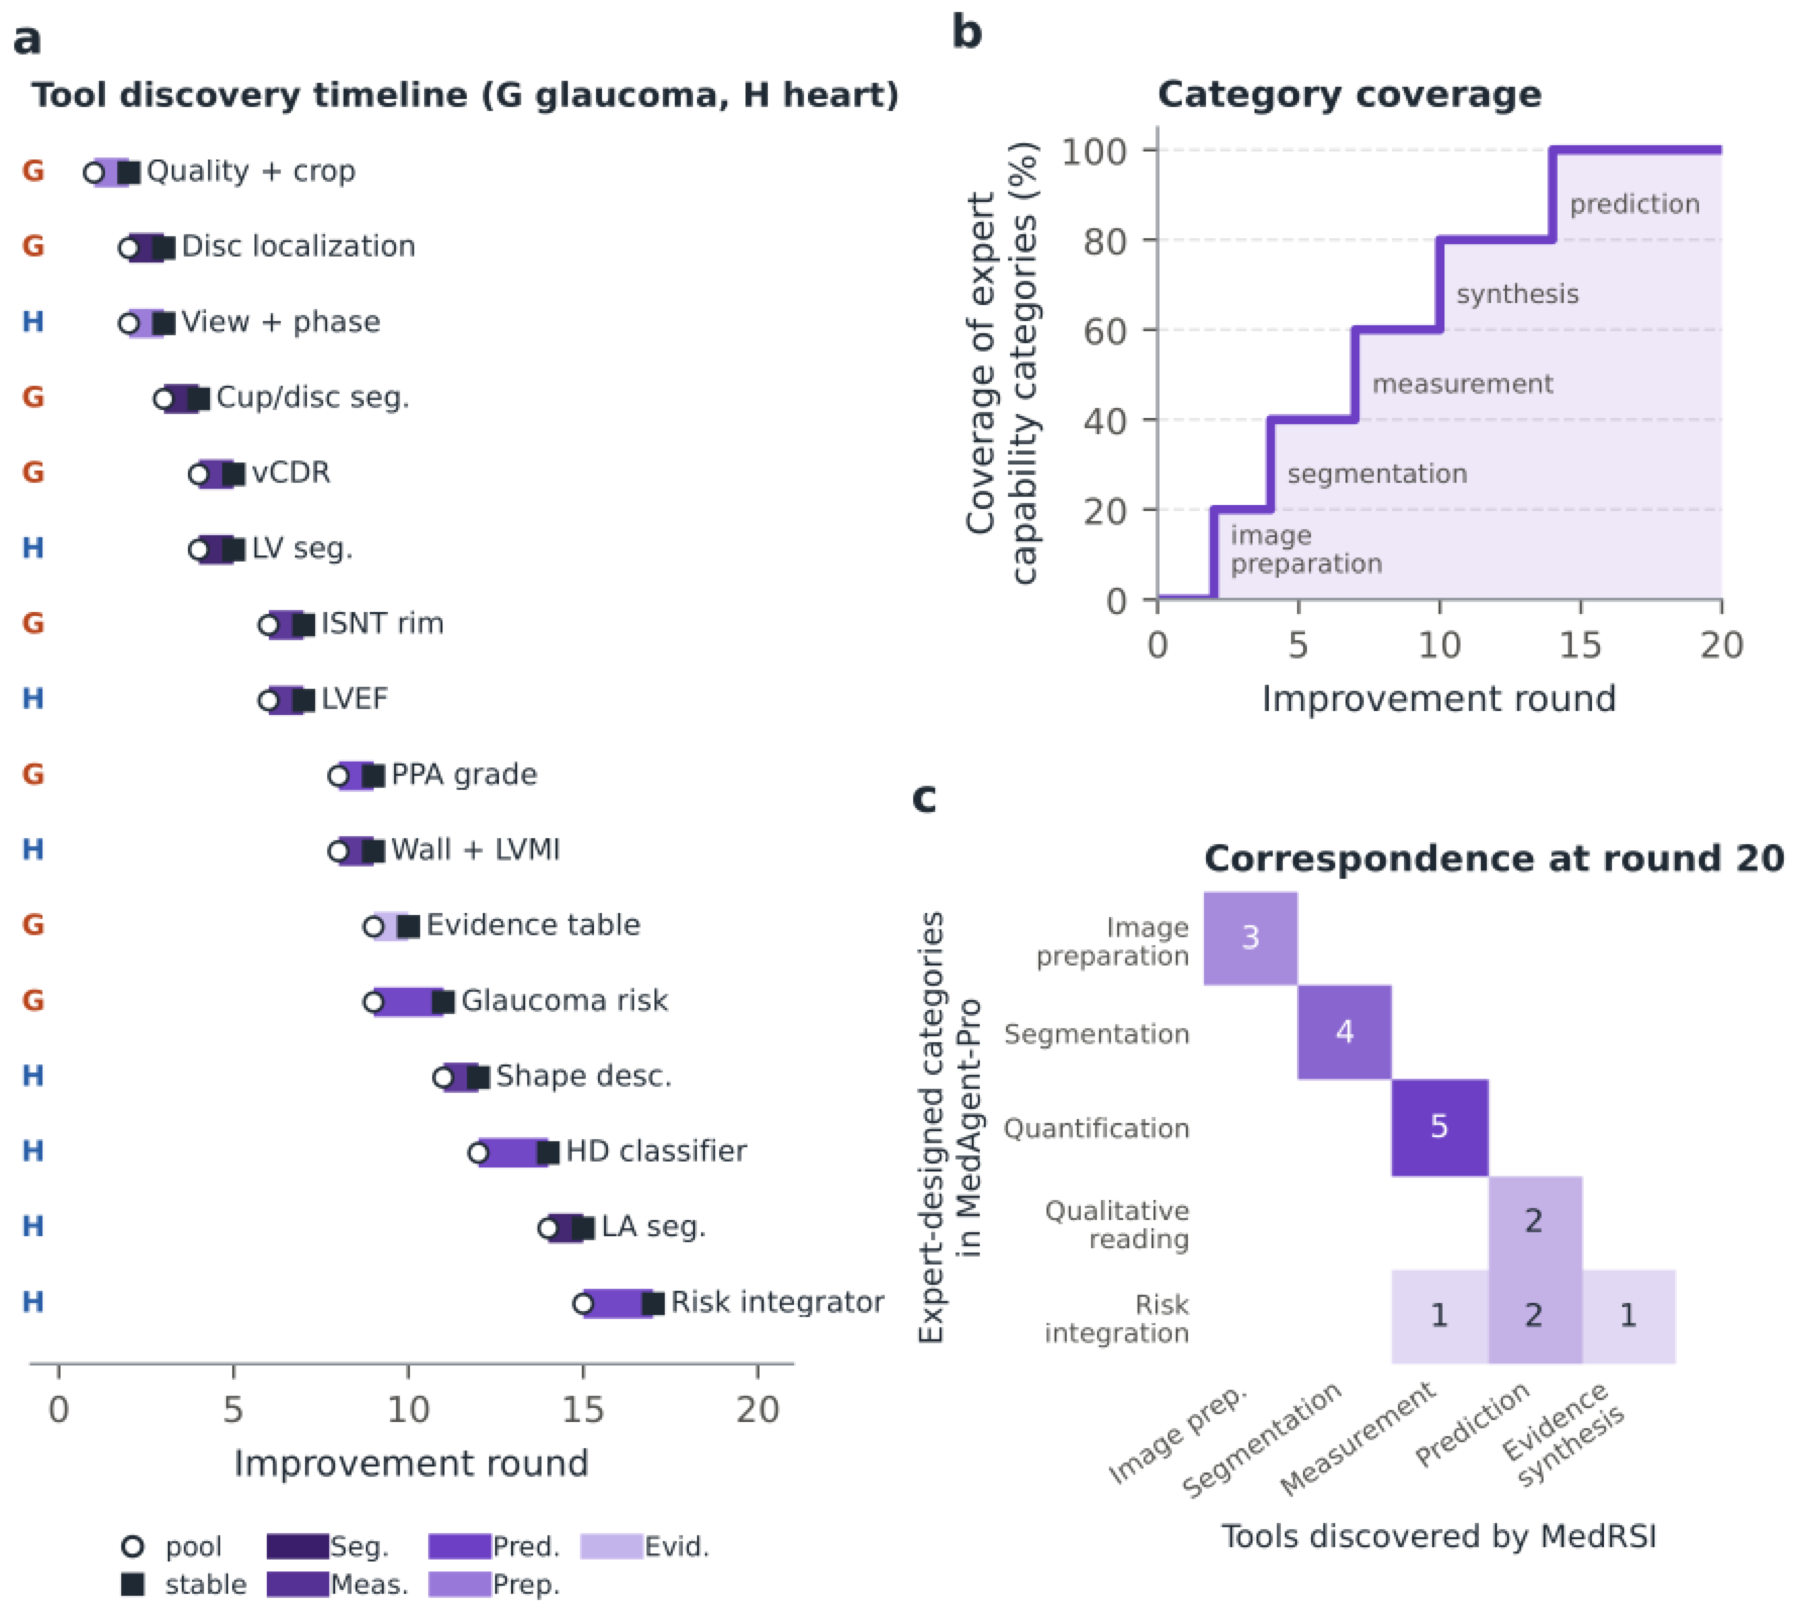 a
Tool discovery timeline (G glaucoma, H heart)
G Quality + crop
G Disc localization
H View + phase
G Cup/disc seg.
G vCDR
H LV seg.
G ISNT rim
H LVEF
G PPA grade
H Wall + LVMI
G Evidence table
G Glaucoma risk
H Shape desc.
H HD classifier
H LA seg.
H Risk integrator
0 5 10 15 20
Improvement round
pool Seg. Pred. Evid.
stable Meas. Prep.
b
Category coverage
Coverage of expert
capability categories (%)
100
80
60
40
20
0
prediction
synthesis
measurement
segmentation
image
preparation
0 5 10 15 20
Improvement round
c
Correspondence at round 20
Expert-designed categories
in MedAgent-Pro
Image
preparation
3
Segmentation
4
Quantification
5
Qualitative
reading
2
Risk
integration
1 2 1
Image prep.
Segmentation
Measurement
Prediction
Evidence
synthesis
Tools discovered by MedRSI